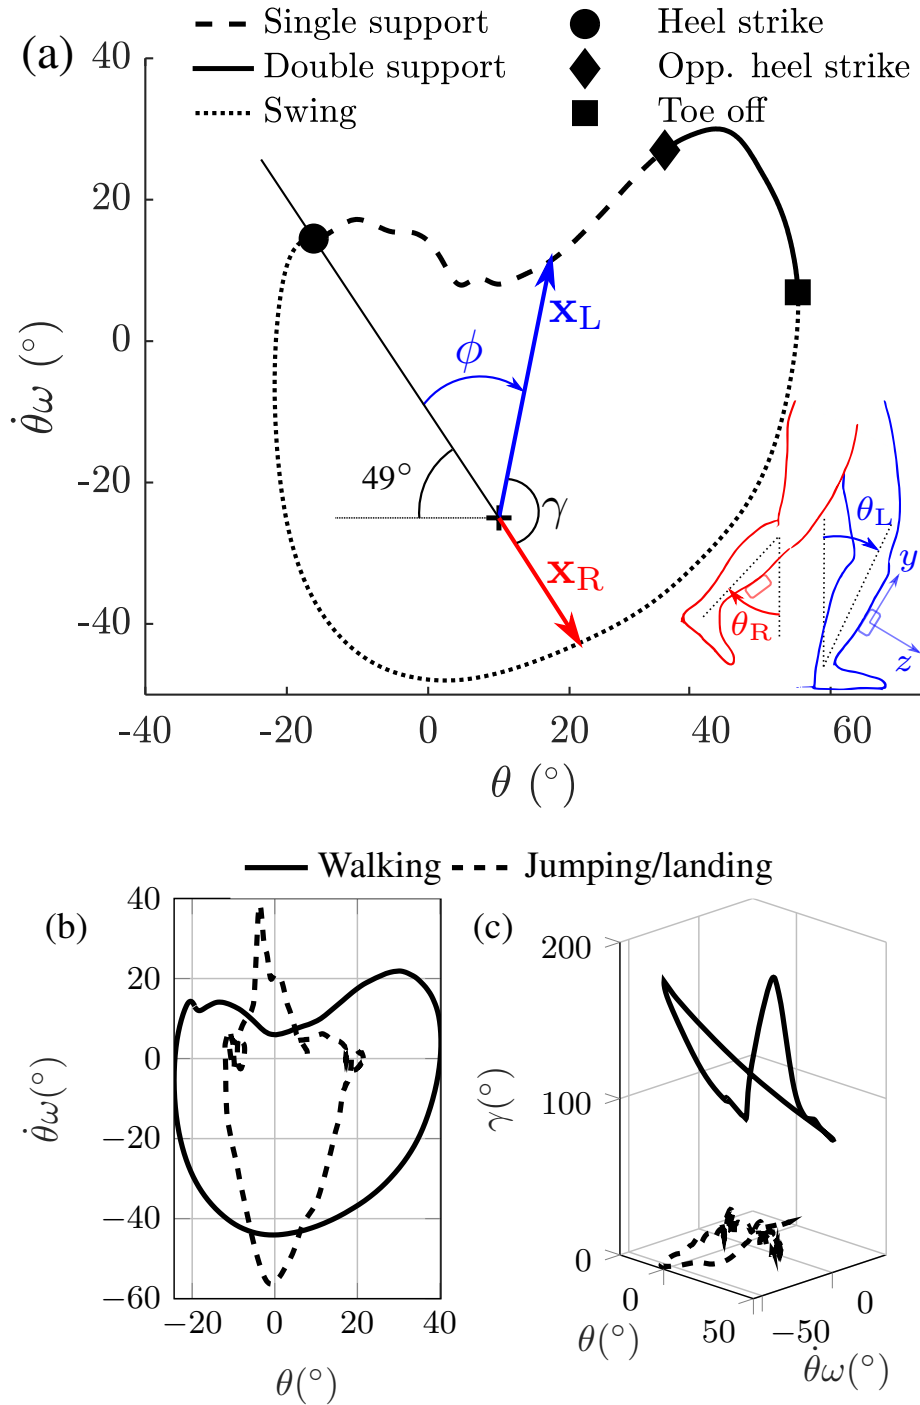 (a)
Single support
Double support
Swing
Heel strike
Opp. heel strike
Toe off
40
20
0
-20
-40
θ̇ω (°)
49°
ϕ
x_L
γ
x_R
θ_L
θ_R
y
z
-40 -20 0 20 40 60
θ (°)
Walking Jumping/landing
(b)
40
20
0
−20
−40
−60
θ̇ω(°)
−20 0 20 40
θ(°)
(c)
200
100
0
γ(°)
0
50
θ(°)
−50
0
θ̇ω(°)